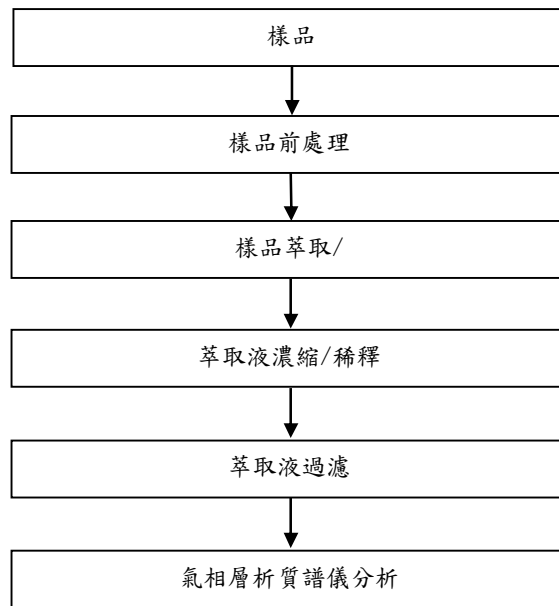 樣品
樣品前處理
樣品萃取/
萃取液濃縮/稀釋
萃取液過濾
氣相層析質譜儀分析